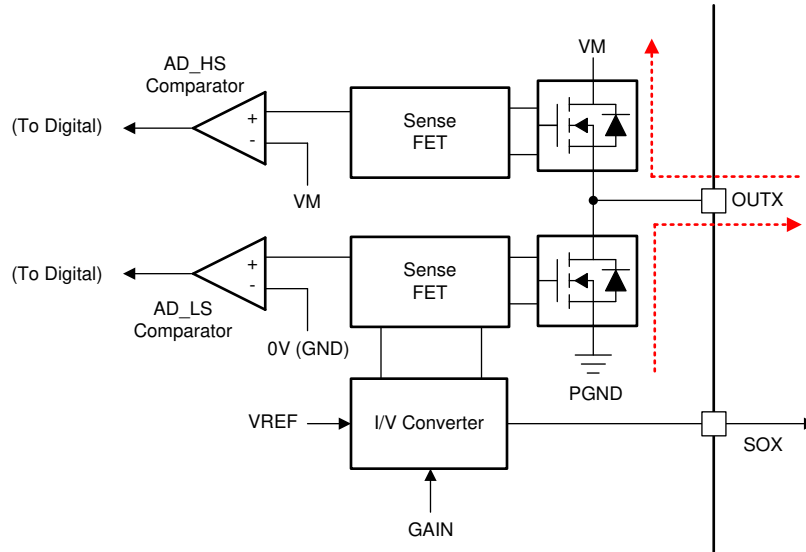 VM
AD_HS
Comparator
(To Digital)
+
-
Sense
FET
VM
OUTX
(To Digital)
+
-
Sense
FET
AD_LS
Comparator
0V (GND)
PGND
VREF
I/V Converter
SOX
GAIN